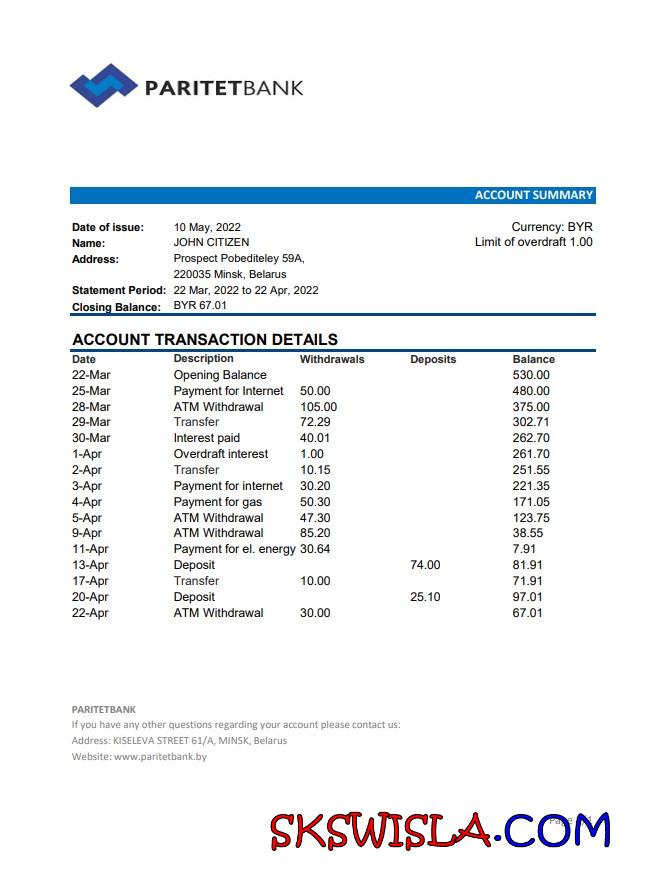 PARITETBANK
ACCOUNT SUMMARY
Date of issue: 10 May, 2022 Currency: BYR
Name: JOHN CITIZEN Limit of overdraft 1.00
Address: Prospect Pobediteley 59A,
220035 Minsk, Belarus
Statement Period: 22 Mar, 2022 to 22 Apr, 2022
Closing Balance: BYR 67.01
ACCOUNT TRANSACTION DETAILS
Date Description Withdrawals Deposits Balance
22-Mar Opening Balance 530.00
25-Mar Payment for Internet 50.00 480.00
28-Mar ATM Withdrawal 105.00 375.00
29-Mar Transfer 72.29 302.71
30-Mar Interest paid 40.01 262.70
1-Apr Overdraft interest 1.00 261.70
2-Apr Transfer 10.15 251.55
3-Apr Payment for internet 30.20 221.35
4-Apr Payment for gas 50.30 171.05
5-Apr ATM Withdrawal 47.30 123.75
9-Apr ATM Withdrawal 85.20 38.55
11-Apr Payment for el. energy 30.64 7.91
13-Apr Deposit 74.00 81.91
17-Apr Transfer 10.00 71.91
20-Apr Deposit 25.10 97.01
22-Apr ATM Withdrawal 30.00 67.01
PARITETBANK
If you have any other questions regarding your account please contact us:
Address: KISELEVA STREET 61/A, MINSK, Belarus
Website: www.paritetbank.by
SKSWISLA.COM